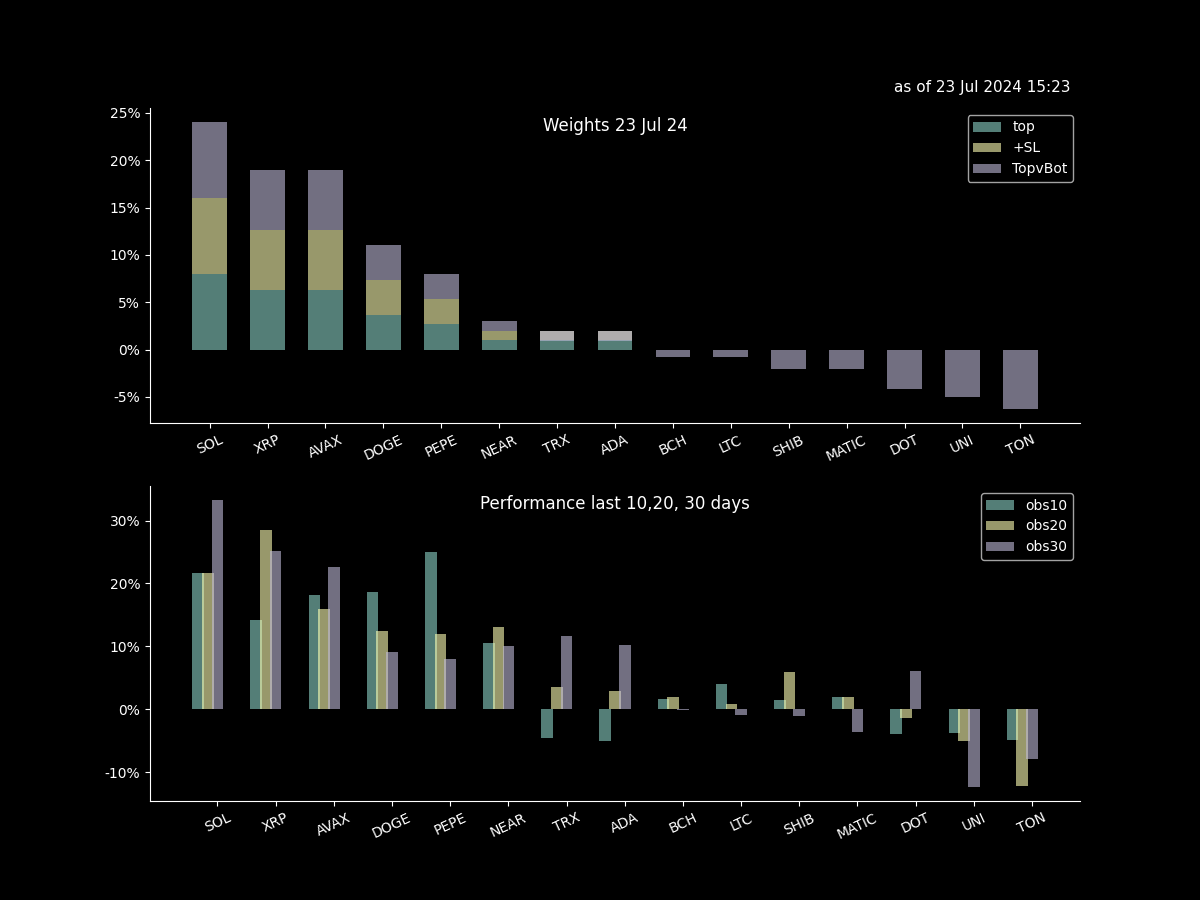 as of 23 Jul 2024 15:23
Weights 23 Jul 24
25%
20%
15%
10%
5%
0%
-5%
top
+SL
TopvBot
SOL XRP AVAX DOGE PEPE NEAR TRX ADA BCH LTC SHIB MATIC DOT UNI TON
Performance last 10,20, 30 days
30%
20%
10%
0%
-10%
obs10
obs20
obs30
SOL XRP AVAX DOGE PEPE NEAR TRX ADA BCH LTC SHIB MATIC DOT UNI TON